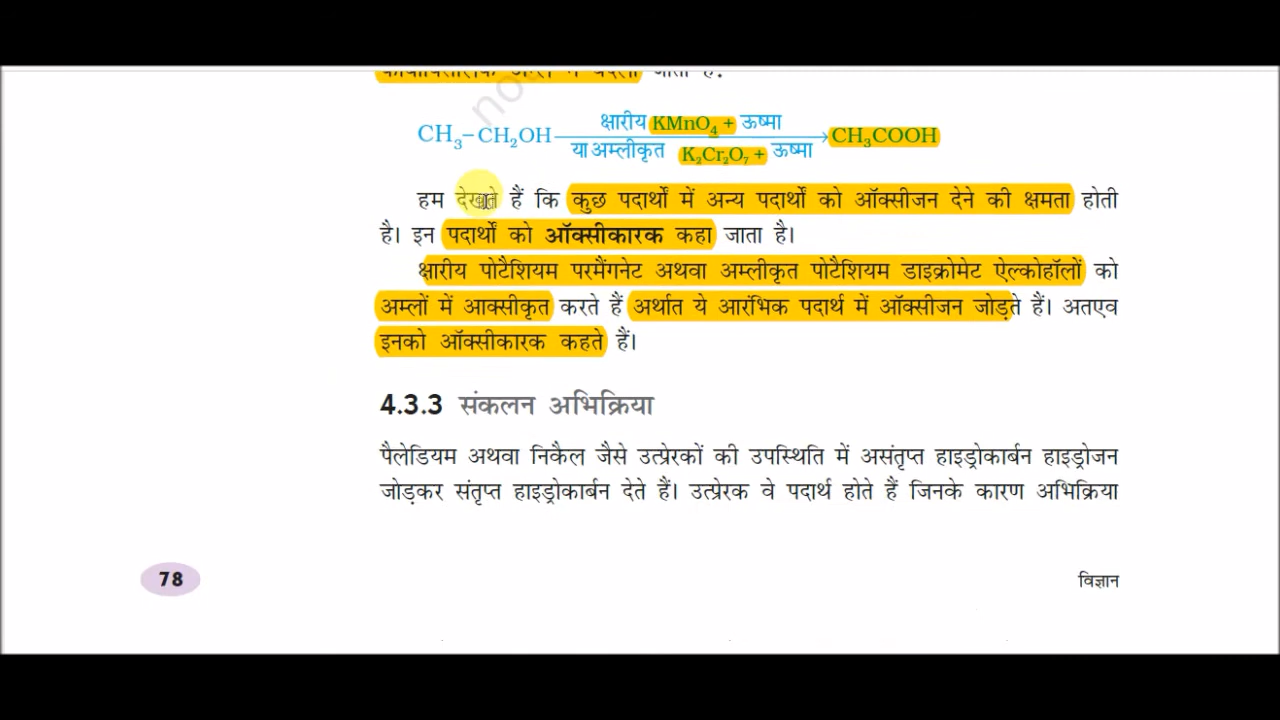 जाता है:
no
CH₃–CH₂OH क्षारीय KMnO₄ + ऊष्मा CH₃COOH
या अम्लीकृत K₂Cr₂O₇ + ऊष्मा
हम देखते हैं कि कुछ पदार्थों में अन्य पदार्थों को ऑक्सीजन देने की क्षमता होती
है। इन पदार्थों को ऑक्सीकारक कहा जाता है।
क्षारीय पोटैशियम परमैंगनेट अथवा अम्लीकृत पोटैशियम डाइक्रोमेट ऐल्कोहॉलों को
अम्लों में आक्सीकृत करते हैं अर्थात ये आरंभिक पदार्थ में ऑक्सीजन जोड़ते हैं। अतएव
इनको ऑक्सीकारक कहते हैं।
4.3.3 संकलन अभिक्रिया
पैलेडियम अथवा निकैल जैसे उत्प्रेरकों की उपस्थिति में असंतृप्त हाइड्रोकार्बन हाइड्रोजन
जोड़कर संतृप्त हाइड्रोकार्बन देते हैं। उत्प्रेरक वे पदार्थ होते हैं जिनके कारण अभिक्रिया
78
विज्ञान